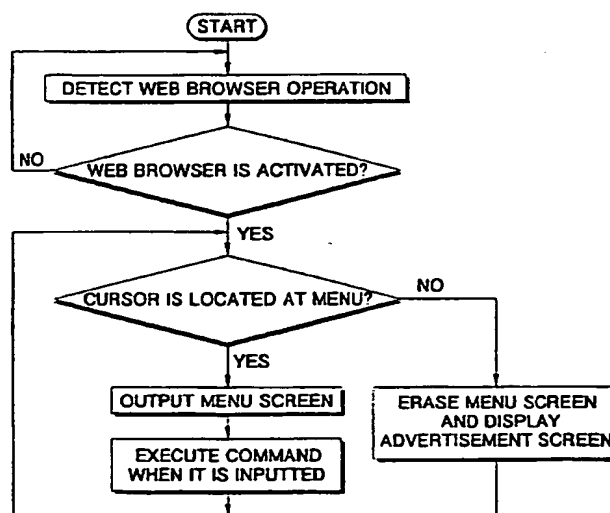 START
DETECT WEB BROWSER OPERATION
NO
WEB BROWSER IS ACTIVATED?
YES
CURSOR IS LOCATED AT MENU?
NO
YES
OUTPUT MENU SCREEN
ERASE MENU SCREEN
AND DISPLAY
ADVERTISEMENT SCREEN
EXECUTE COMMAND
WHEN IT IS INPUTTED